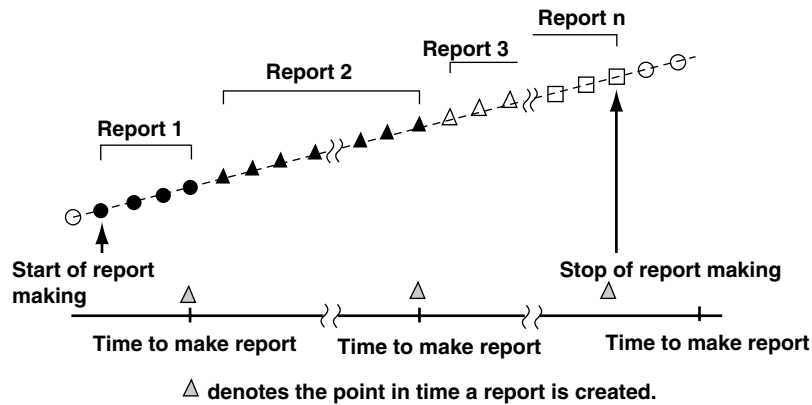 Report n
Report 3
Report 2
Report 1
Start of report
making
Stop of report making
Time to make report
Time to make report
Time to make report
denotes the point in time a report is created.